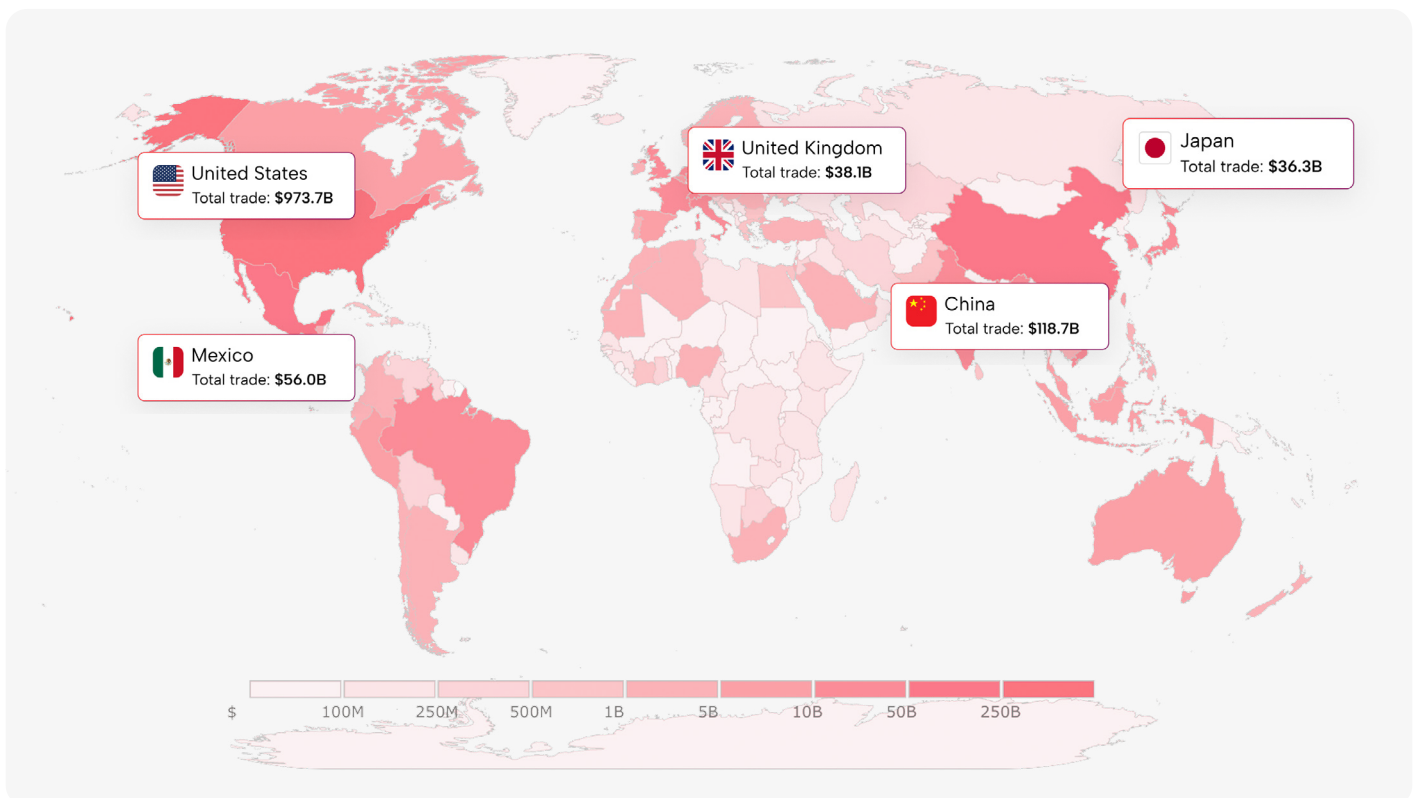 Japan
Total trade: $36.3B
United Kingdom
Total trade: $38.1B
United States
Total trade: $973.7B
China
Total trade: $118.7B
Mexico
Total trade: $56.0B
$ 100M 250M 500M 1B 5B 10B 50B 250B